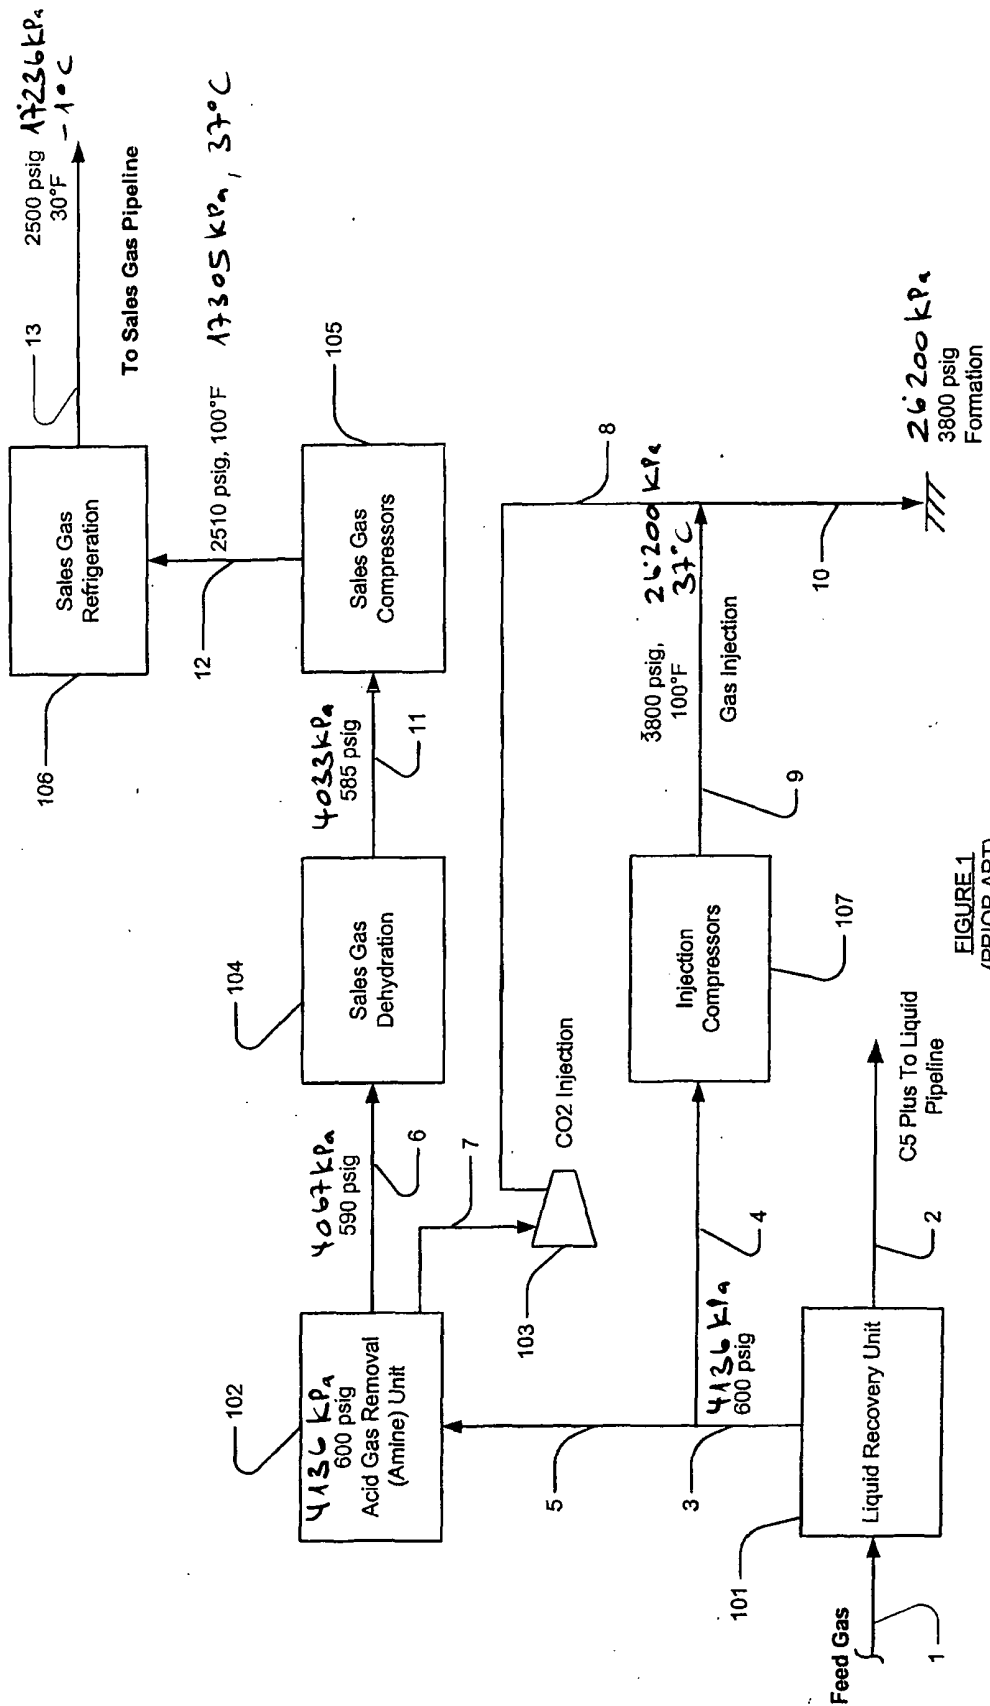 2500 psig 17236 kPa
30°F -1°C
13
To Sales Gas Pipeline
Sales Gas
Refrigeration
106
2510 psig, 100°F 17305 kPa, 37°C
12
105
Sales Gas
Compressors
4033 kPa
585 psig
11
104
Sales Gas
Dehydration
4067 kPa
590 psig
6
7
102
4136 kPa
600 psig
Acid Gas Removal
(Amine) Unit
103
CO2 Injection
8
3800 psig, 26200 kPa
100°F 37°C
Gas Injection
9
10
26200 kPa
3800 psig
Formation
Injection
Compressors
107
4
4136 kPa
600 psig
5
3
C5 Plus To Liquid
Pipeline
2
Liquid Recovery Unit
101
Feed Gas
1
FIGURE 1
(PRIOR ART)